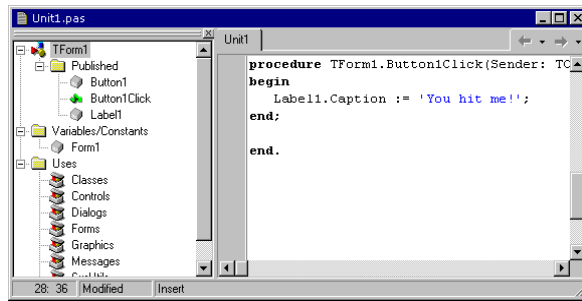 Unit1.pas
TForm1
Published
Button1
Button1Click
Label1
Variables/Constants
Form1
Uses
Classes
Controls
Dialogs
Forms
Graphics
Messages
Unit1
procedure TForm1.Button1Click(Sender: TC
begin
Label1.Caption := 'You hit me!';
end;
end.
28: 36 Modified Insert